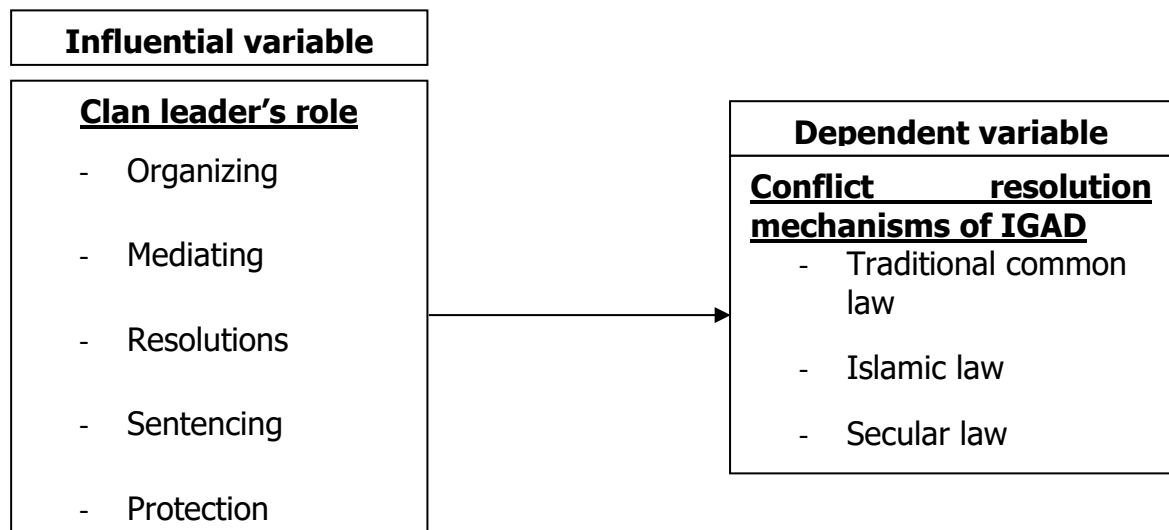 Influential variable
Clan leader’s role
- Organizing
- Mediating
- Resolutions
- Sentencing
- Protection
Dependent variable
Conflict resolution
mechanisms of IGAD
- Traditional common
law
- Islamic law
- Secular law